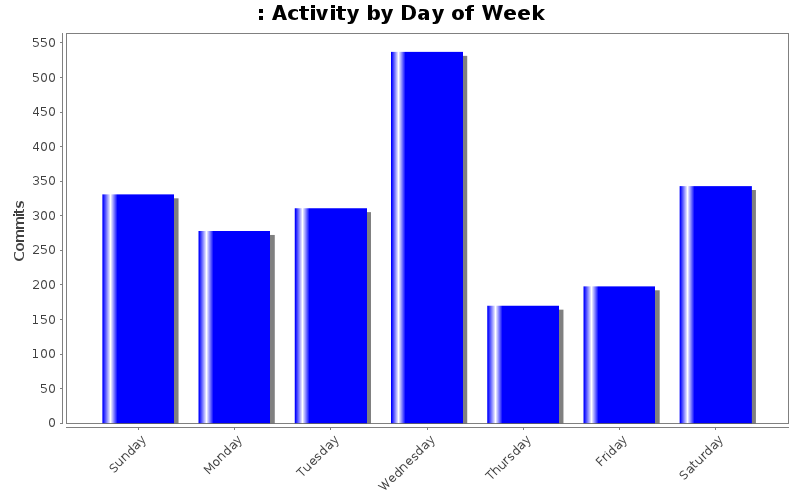 : Activity by Day of Week
550
500
450
400
350
300
250
200
150
100
50
0
Commits
Sunday
Monday
Tuesday
Wednesday
Thursday
Friday
Saturday